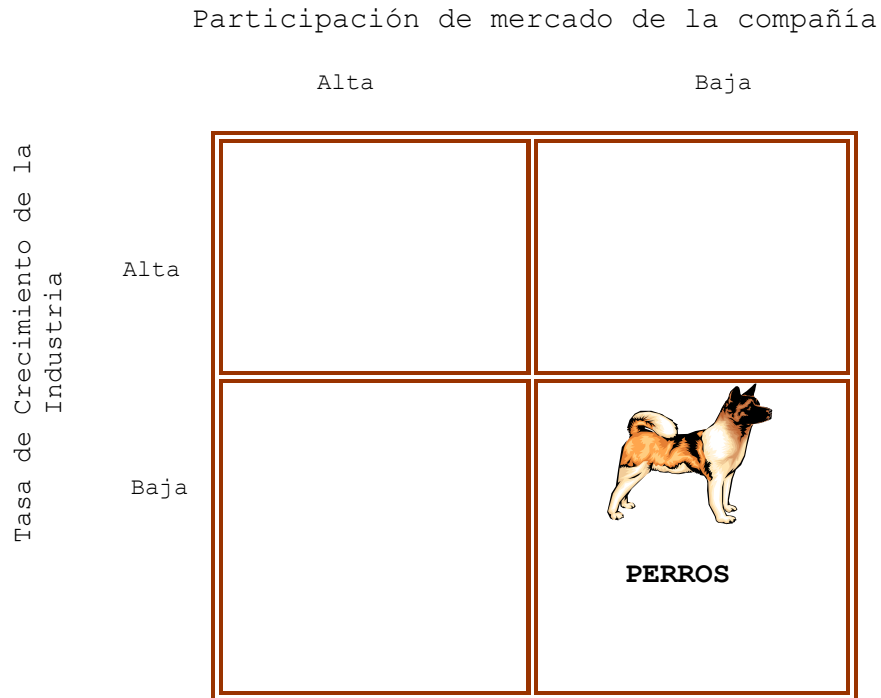 Participación de mercado de la compañía
Alta
Baja
Tasa de Crecimiento de la
Industria
Alta
Baja
PERROS